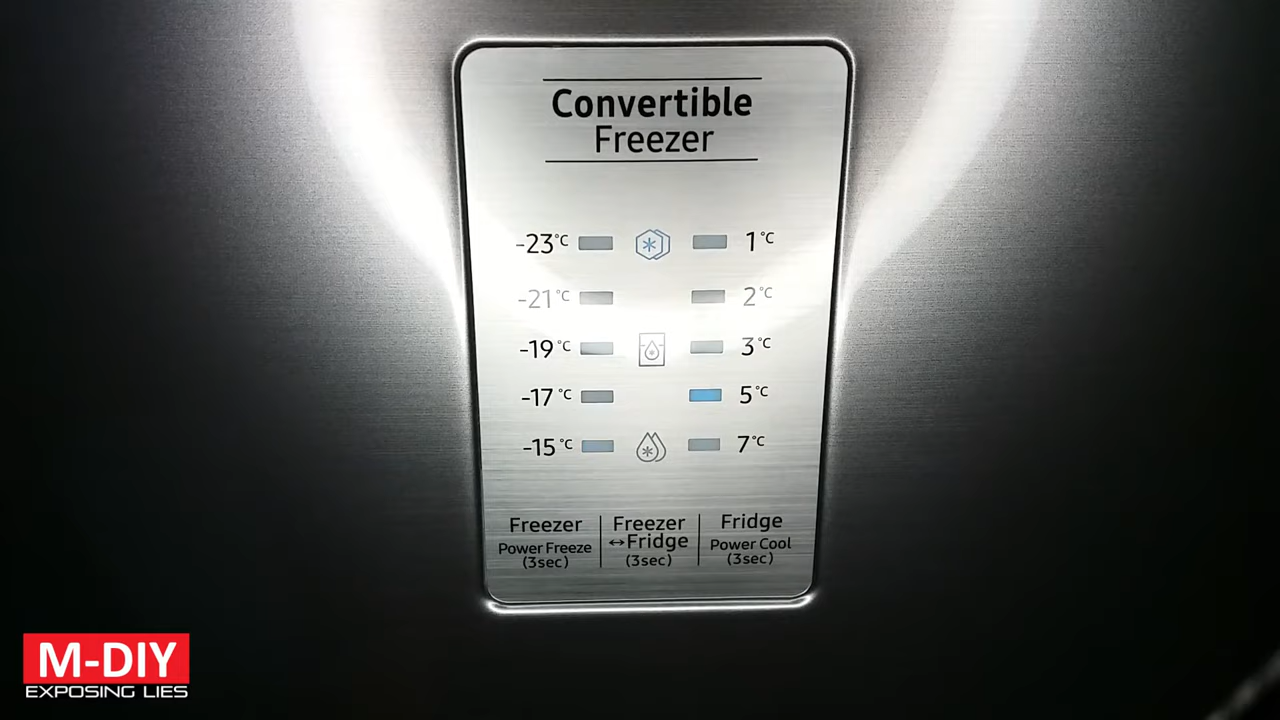 Convertible
Freezer
-23°C 1°C
-21°C 2°C
-19°C 3°C
-17°C 5°C
-15°C 7°C
Freezer Freezer Fridge
↔Fridge
Power Freeze Power Cool
(3sec) (3sec) (3sec)
M-DIY
EXPOSING LIES